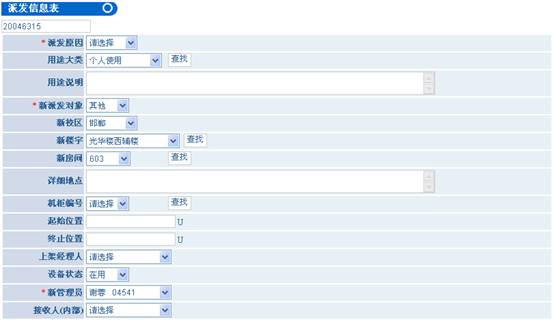 派发信息表
20046315
* 派发原因 请选择
用途大类 个人使用 查找
用途说明
* 新派发对象 其他
新校区 邯郸
新楼宇 光华楼西辅楼 查找
新房间 603 查找
详细地点
机柜编号 请选择 查找
起始位置 U
终止位置 U
上架经理人 请选择
设备状态 在用
* 新管理员 谢蓉 04541
接收人(内部) 请选择